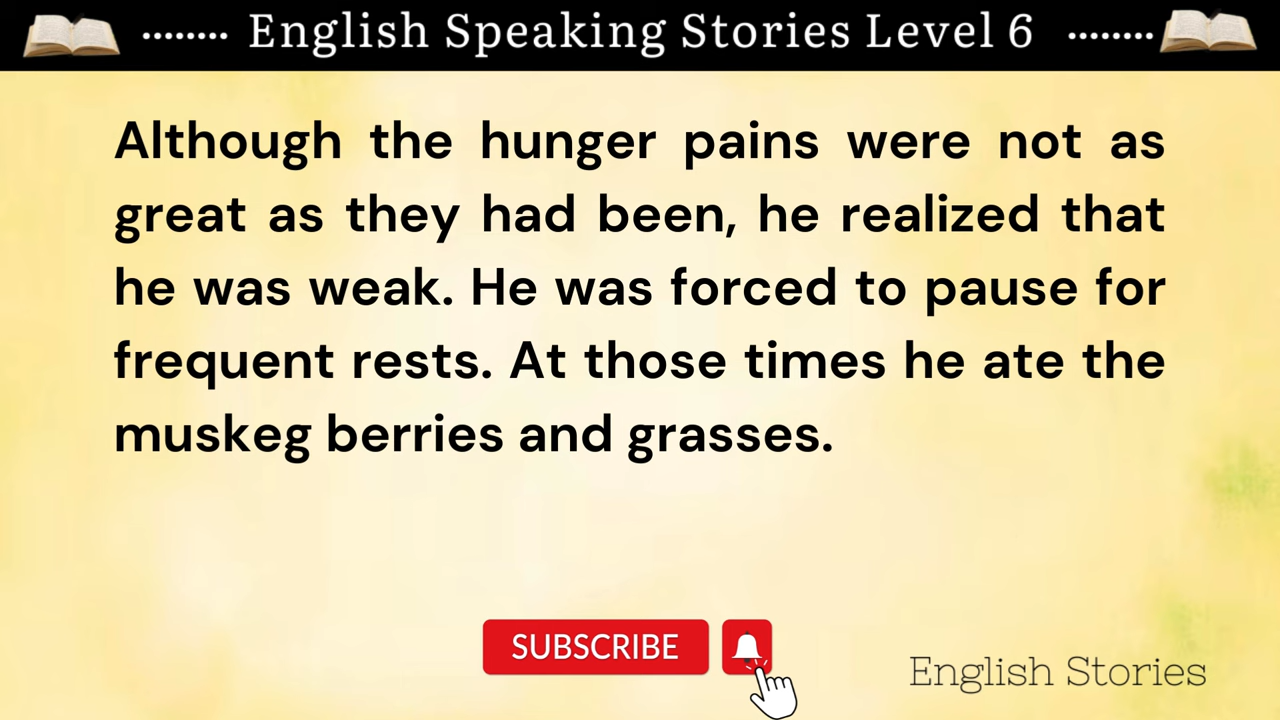 ........ English Speaking Stories Level 6 ........
Although the hunger pains were not as
great as they had been, he realized that
he was weak. He was forced to pause for
frequent rests. At those times he ate the
muskeg berries and grasses.
SUBSCRIBE
English Stories